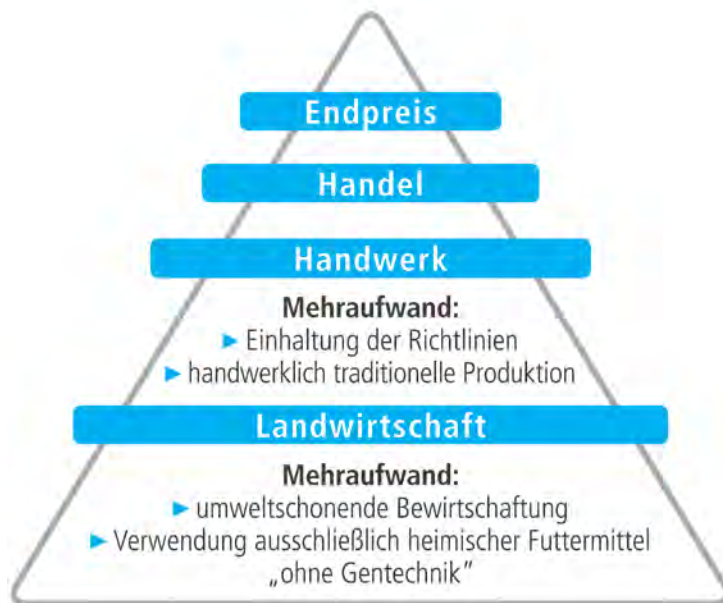 Endpreis
Handel
Handwerk
Mehraufwand:
► Einhaltung der Richtlinien
► handwerklich traditionelle Produktion
Landwirtschaft
Mehraufwand:
► umweltschonende Bewirtschaftung
► Verwendung ausschließlich heimischer Futtermittel
„ohne Gentechnik"